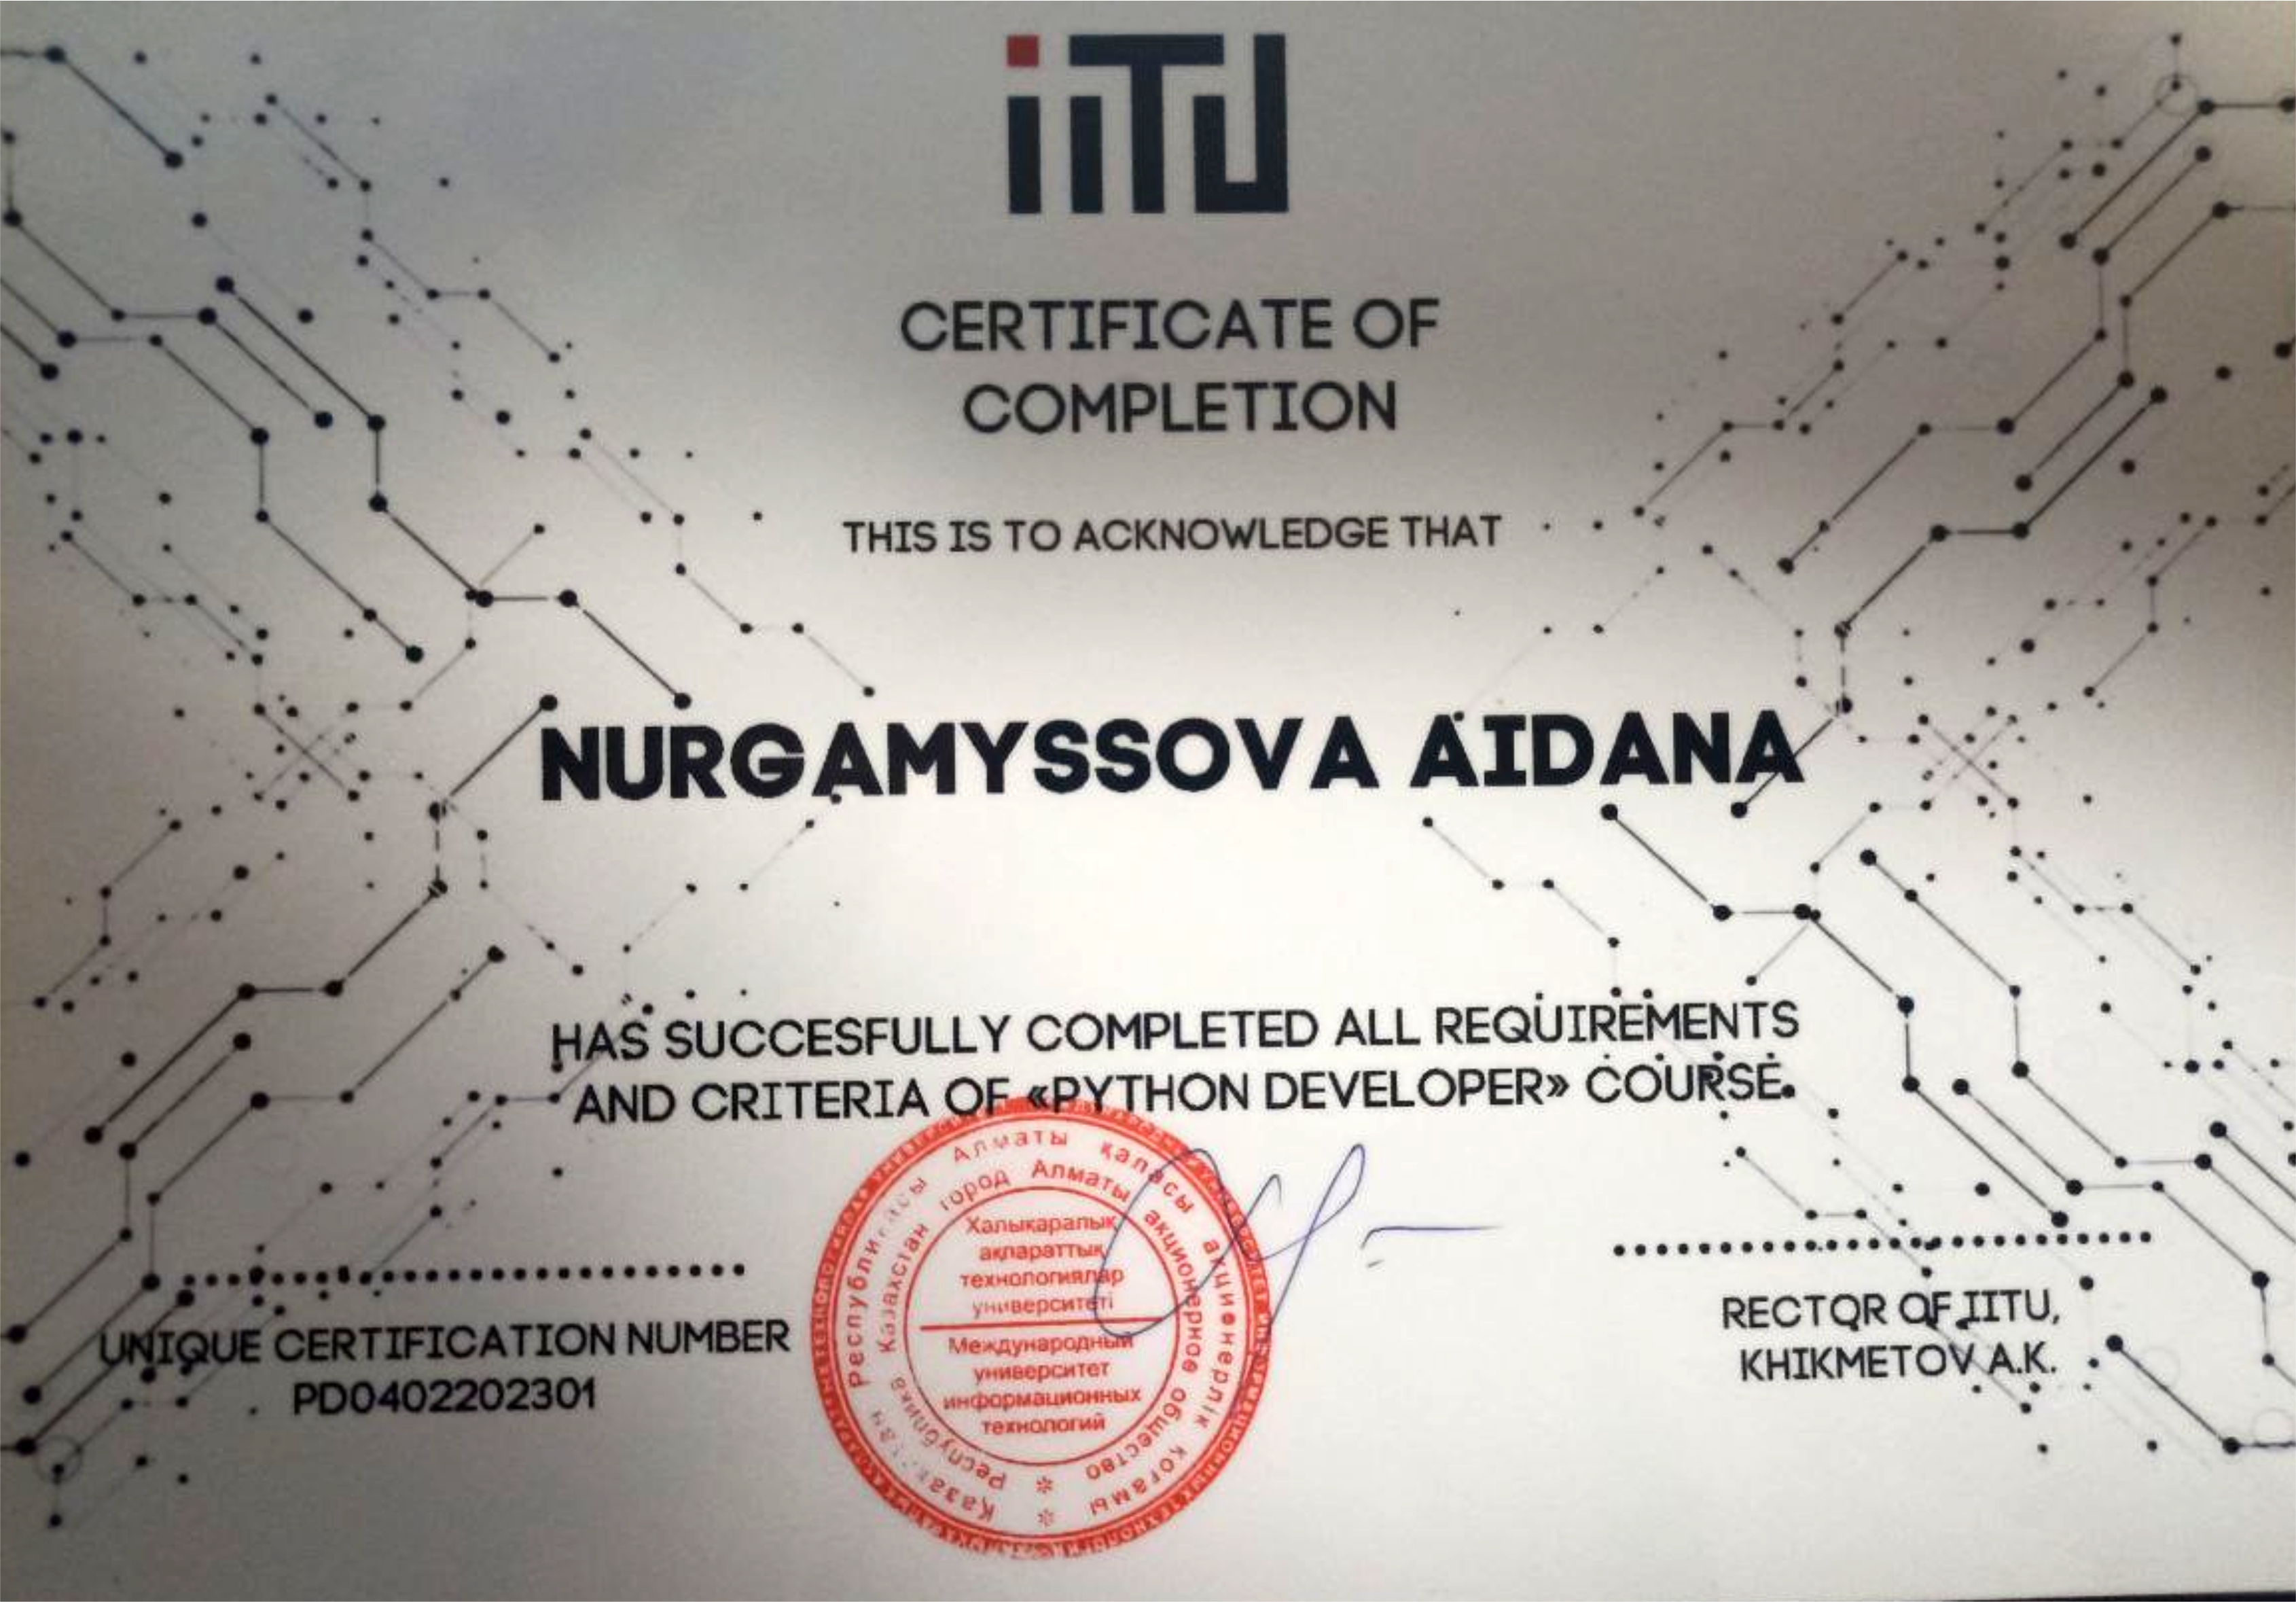 iiTU
CERTIFICATE OF
COMPLETION
THIS IS TO ACKNOWLEDGE THAT
NURGAMYSSOVA AIDANA
HAS SUCCESFULLY COMPLETED ALL REQUIREMENTS
AND CRITERIA OF «PYTHON DEVELOPER» COURSE.
Алматы қаласы акционерлік қоғамы
Республика Казахстан город Алматы акционерное общество
Халықаралық
ақпараттық
технологиялар
университеті
Международный
университет
информационных
технологий
UNIQUE CERTIFICATION NUMBER
PD0402202301
RECTOR OF IITU,
KHIKMETOV A.K.